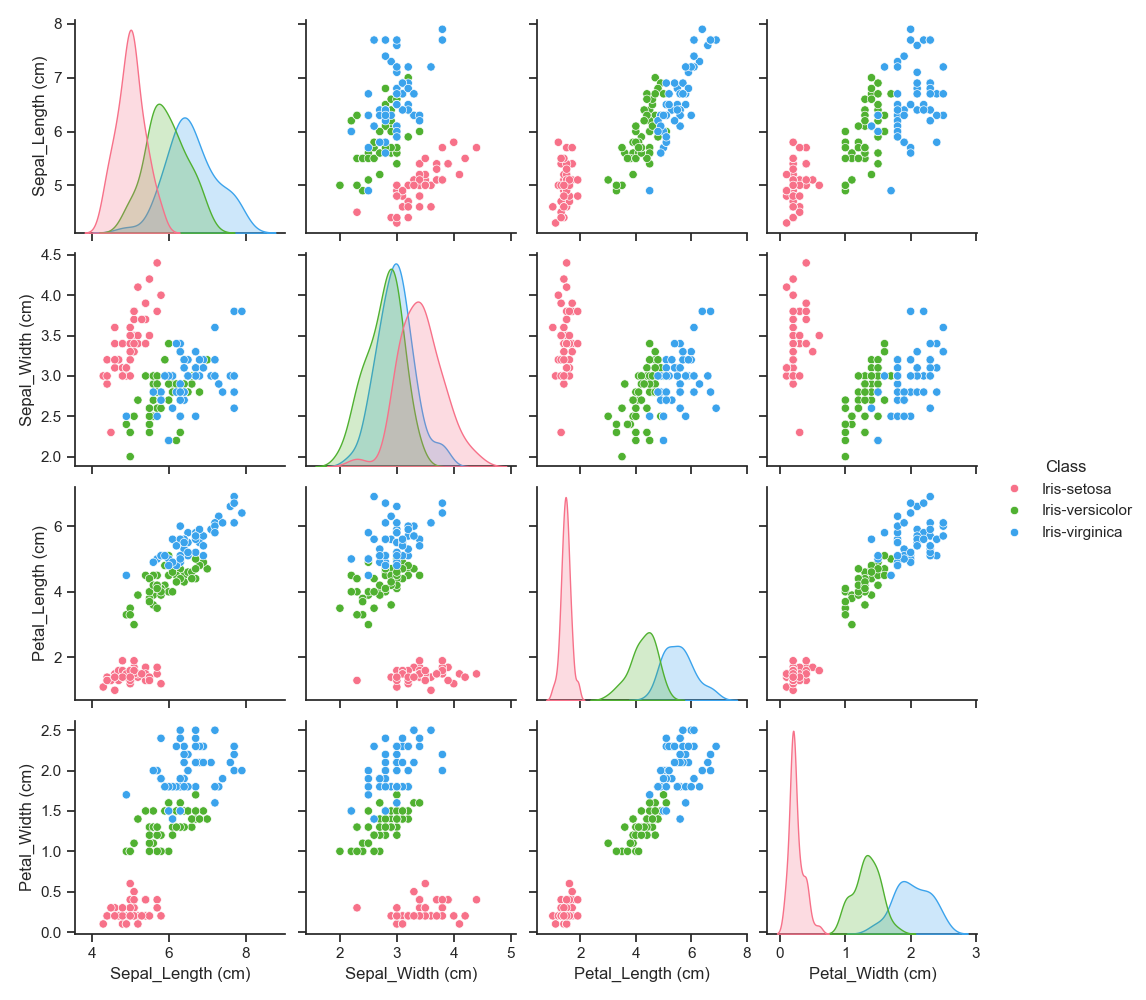 8
7
6
5
Sepal_Length (cm)
4.5
4.0
3.5
3.0
2.5
2.0
Sepal_Width (cm)
Class
Iris-setosa
Iris-versicolor
Iris-virginica
6
4
2
Petal_Length (cm)
2.5
2.0
1.5
1.0
0.5
0.0
Petal_Width (cm)
4 6 8
Sepal_Length (cm)
2 3 4 5
Sepal_Width (cm)
2 4 6 8
Petal_Length (cm)
0 1 2 3
Petal_Width (cm)